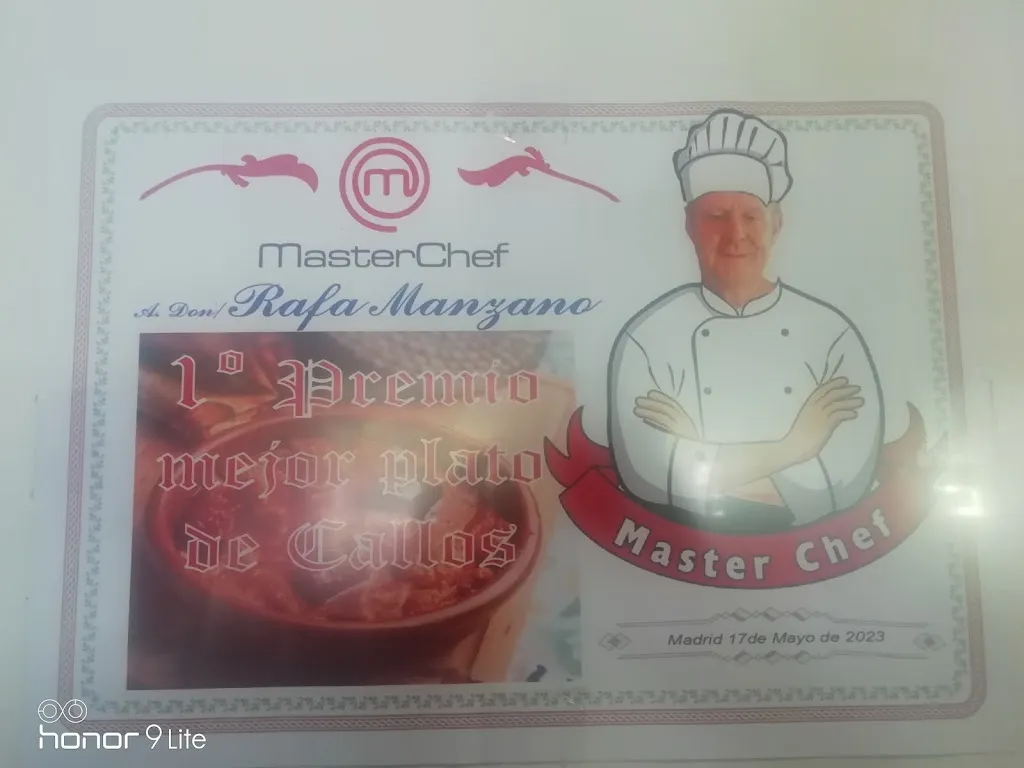 m
MasterChef
A. Don/ Rafa Manzano
1º Premio
mejor plato
de Callos
Master Chef
Madrid 17de Mayo de 2023
honor 9 Lite